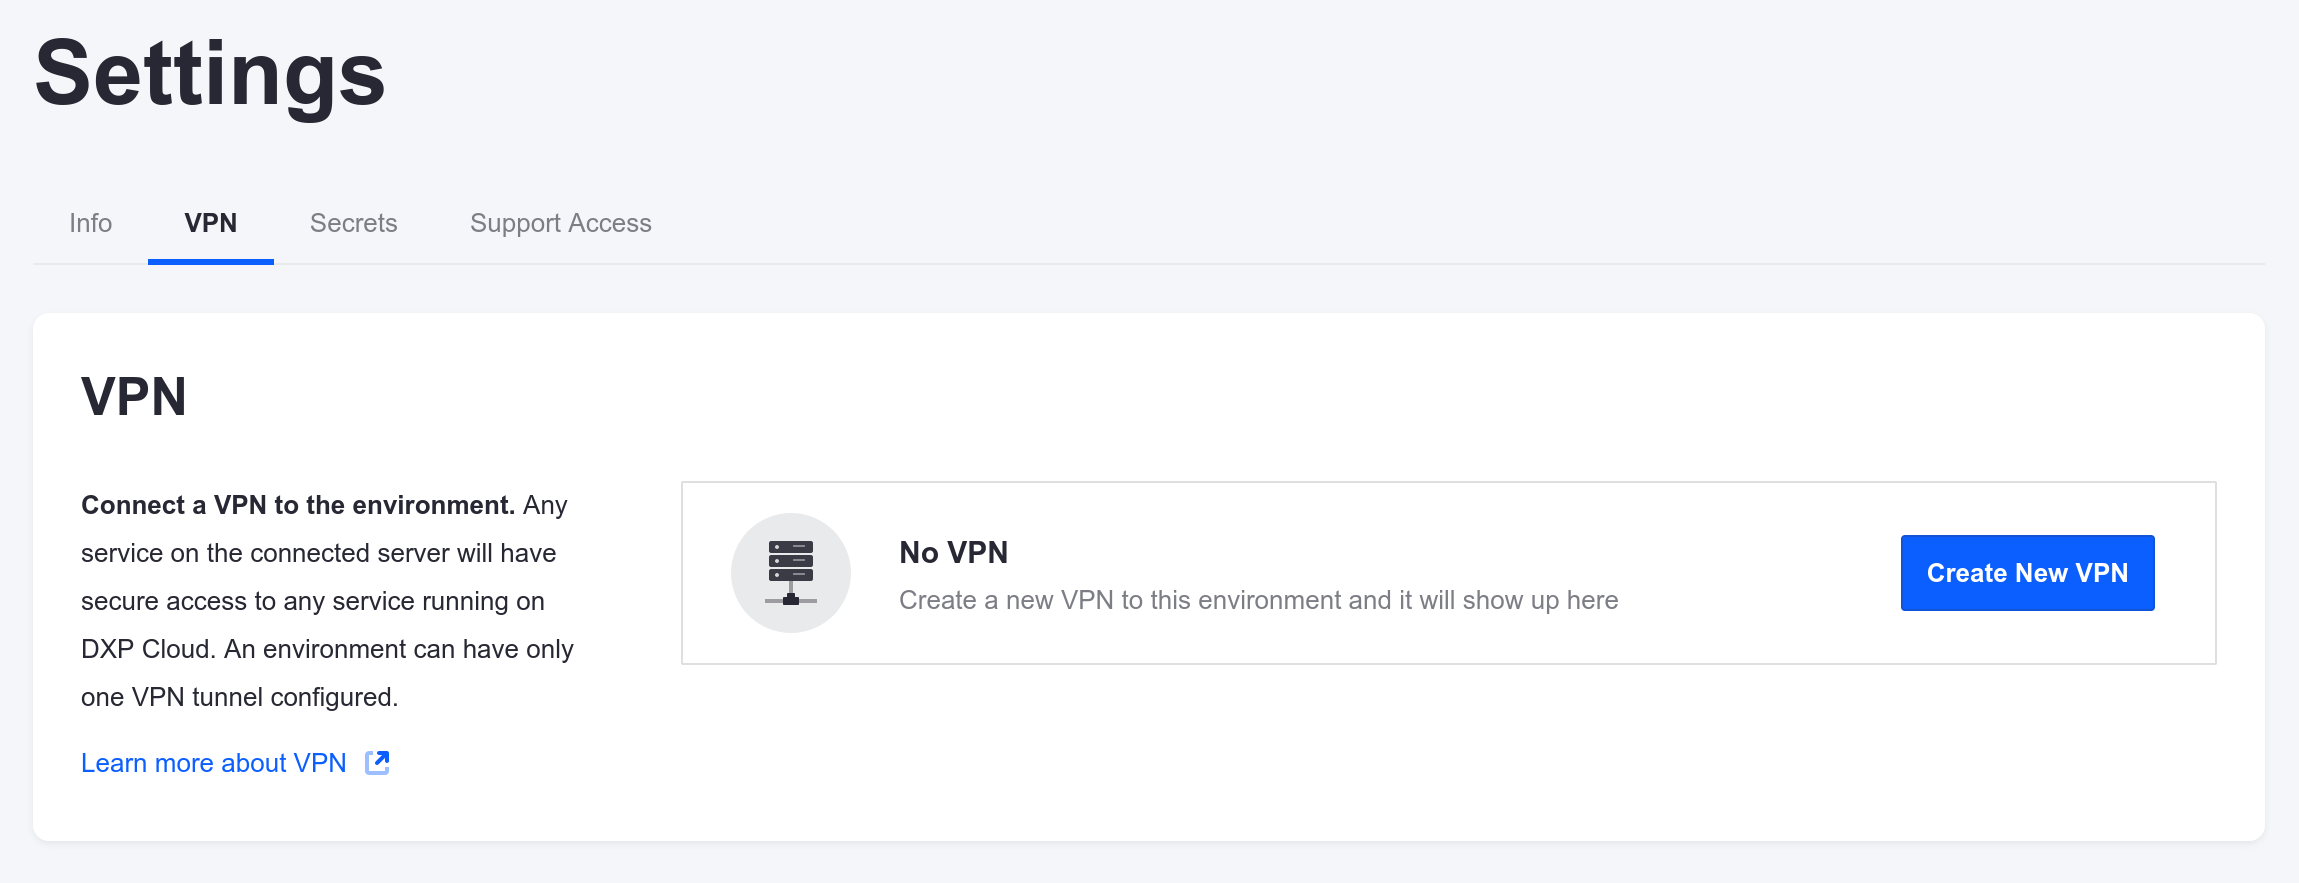 Settings
Info VPN Secrets Support Access
VPN
Connect a VPN to the environment. Any
service on the connected server will have
secure access to any service running on
DXP Cloud. An environment can have only
one VPN tunnel configured.
Learn more about VPN
No VPN
Create a new VPN to this environment and it will show up here
Create New VPN